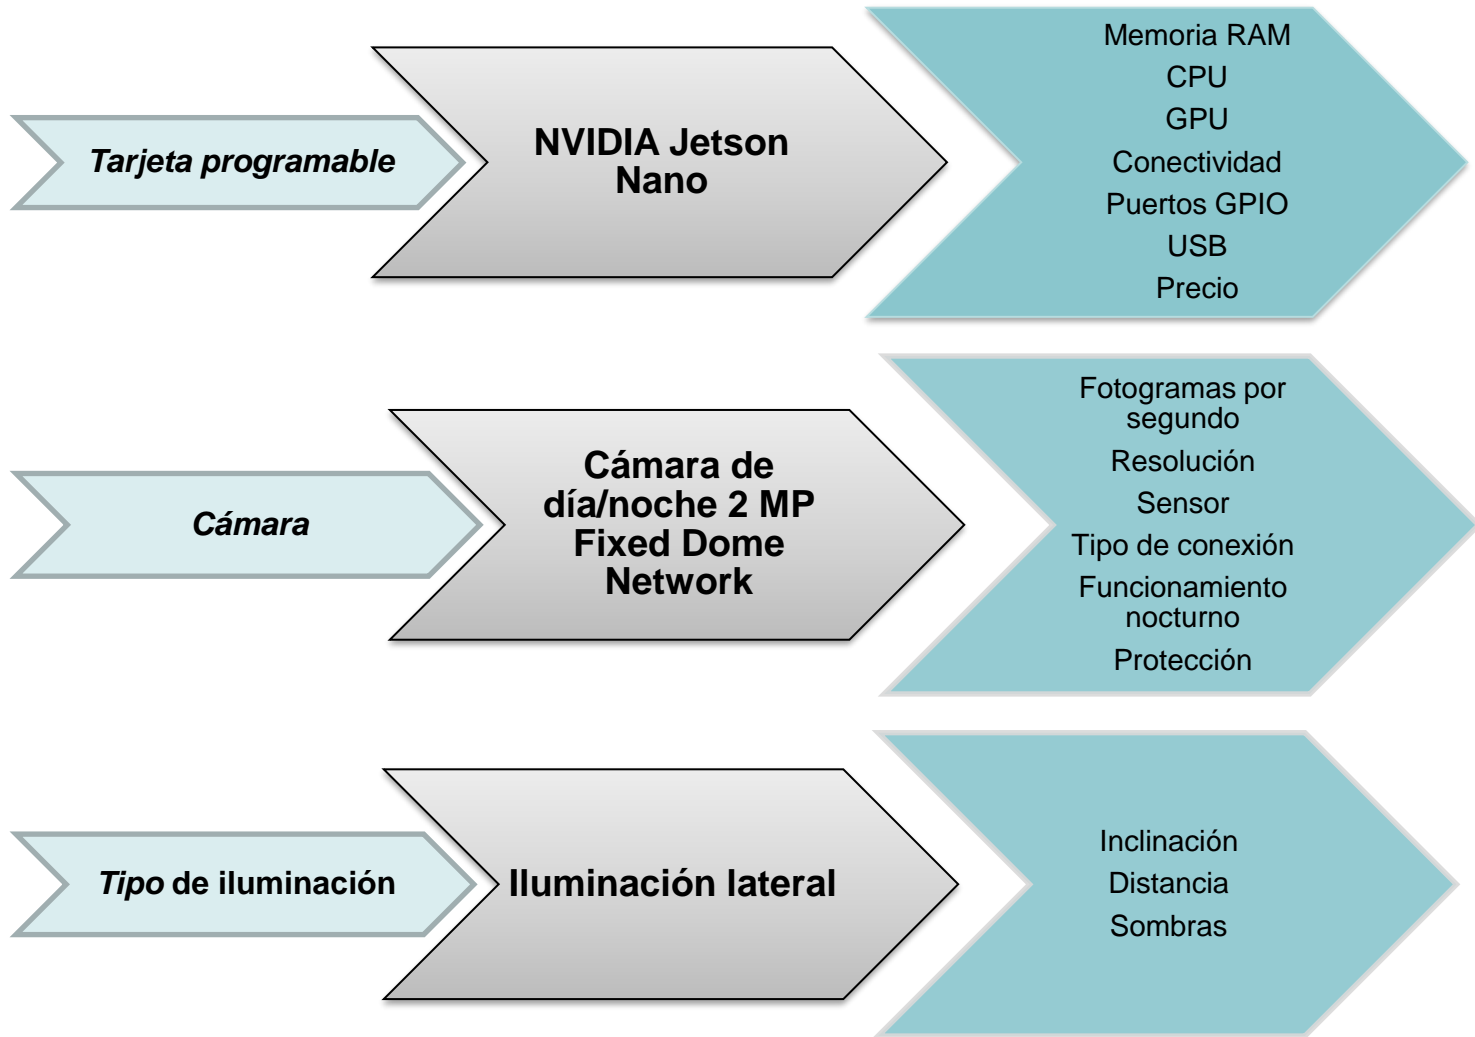 Tarjeta programable
NVIDIA Jetson
Nano
Memoria RAM
CPU
GPU
Conectividad
Puertos GPIO
USB
Precio
Cámara
Cámara de
día/noche 2 MP
Fixed Dome
Network
Fotogramas por
segundo
Resolución
Sensor
Tipo de conexión
Funcionamiento
nocturno
Protección
Tipo de iluminación
Iluminación lateral
Inclinación
Distancia
Sombras